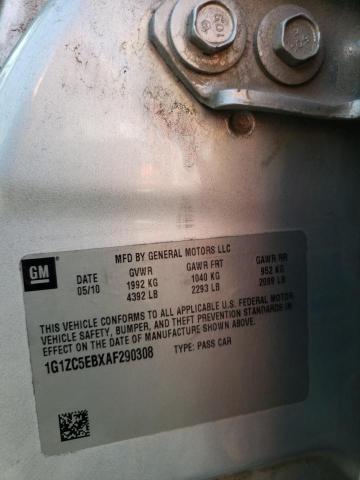 GM
MFD BY GENERAL MOTORS LLC
DATE GVWR GAWR FRT GAWR RR
05/10 1992 KG 1040 KG 952 KG
4392 LB 2293 LB 2099 LB
THIS VEHICLE CONFORMS TO ALL APPLICABLE U.S. FEDERAL MOTOR
VEHICLE SAFETY, BUMPER, AND THEFT PREVENTION STANDARDS IN
EFFECT ON THE DATE OF MANUFACTURE SHOWN ABOVE.
1G1ZC5EBXAF290308 TYPE: PASS CAR